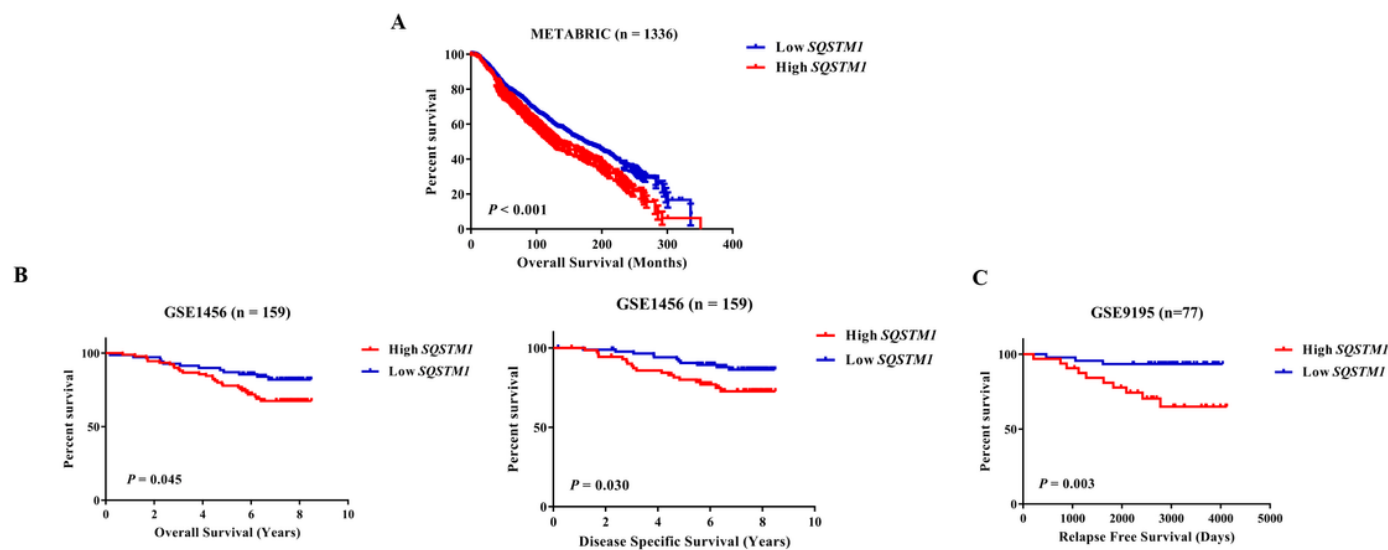 A
METABRIC (n = 1336)
Low SQSTM1
High SQSTM1
Percent survival
100
80
60
40
20
0
P < 0.001
0 100 200 300 400
Overall Survival (Months)
B
GSE1456 (n = 159)
High SQSTM1
Low SQSTM1
Percent survival
100
50
0
P = 0.045
0 2 4 6 8 10
Overall Survival (Years)
GSE1456 (n = 159)
High SQSTM1
Low SQSTM1
Percent survival
100
50
0
P = 0.030
0 2 4 6 8 10
Disease Specific Survival (Years)
C
GSE9195 (n=77)
High SQSTM1
Low SQSTM1
Percent survival
100
50
0
P = 0.003
0 1000 2000 3000 4000 5000
Relapse Free Survival (Days)